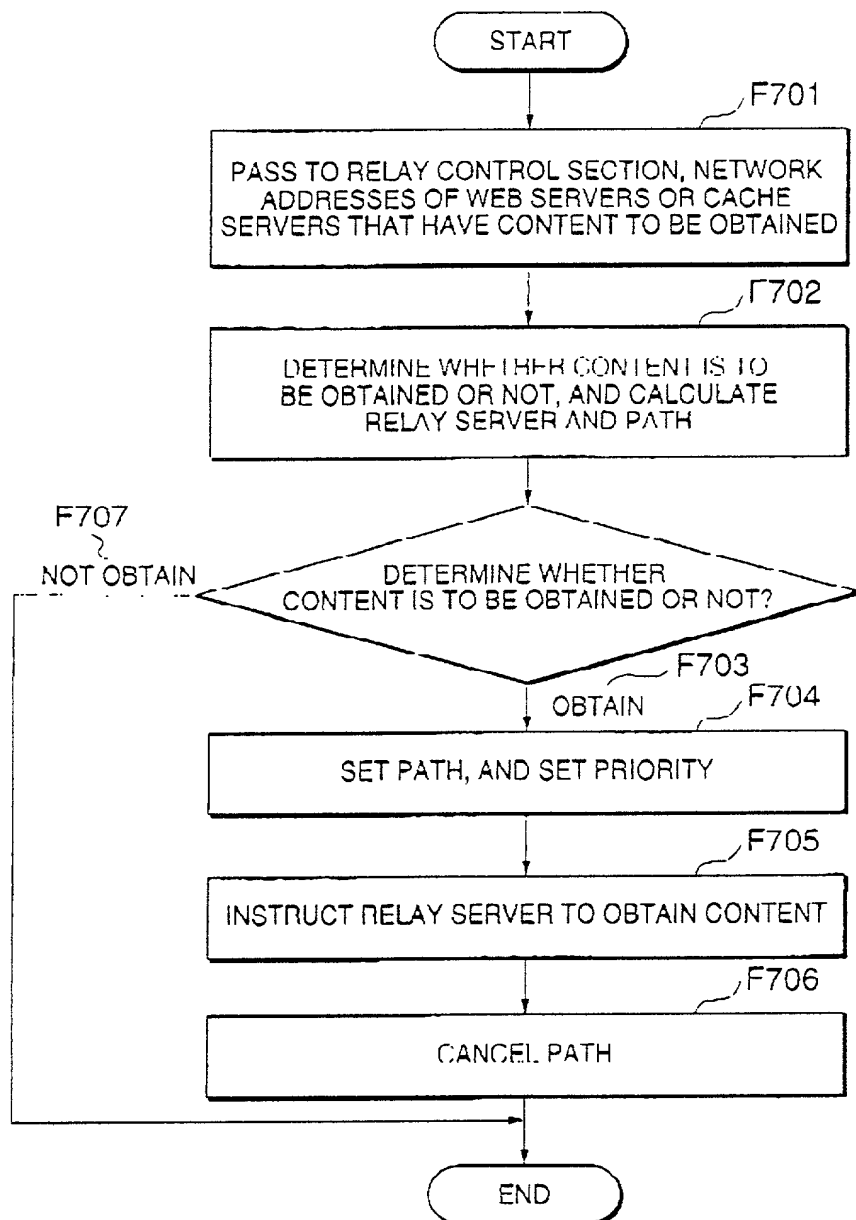 START
F701
PASS TO RELAY CONTROL SECTION, NETWORK
ADDRESSES OF WEB SERVERS OR CACHE
SERVERS THAT HAVE CONTENT TO BE OBTAINED
F702
DETERMINE WHETHER CONTENT IS TO
BE OBTAINED OR NOT, AND CALCULATE
RELAY SERVER AND PATH
F707
NOT OBTAIN
DETERMINE WHETHER
CONTENT IS TO BE OBTAINED OR NOT?
F703
OBTAIN
F704
SET PATH, AND SET PRIORITY
F705
INSTRUCT RELAY SERVER TO OBTAIN CONTENT
F706
CANCEL PATH
END